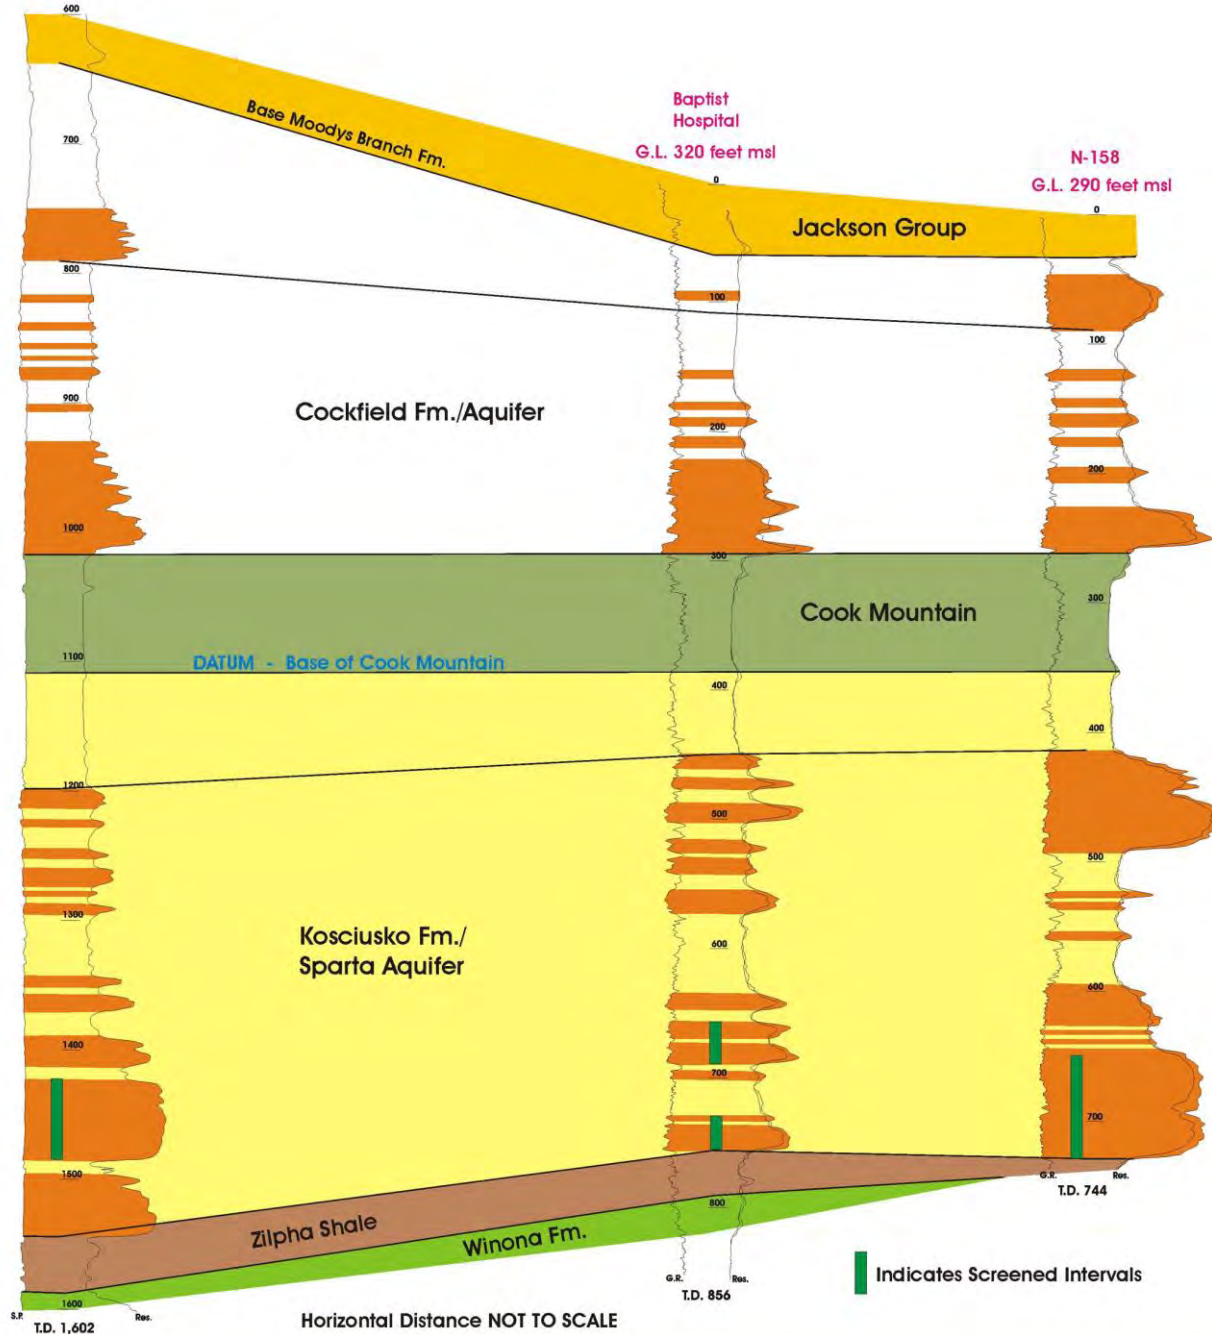 600
Baptist
Hospital
G.L. 320 feet msl
N-158
G.L. 290 feet msl
0
0
Base Moodys Branch Fm.
Jackson Group
700
800
900
1000
1100
1200
1300
1400
1500
1600
100
200
300
400
500
600
700
800
100
200
300
400
500
600
700
Cockfield Fm./Aquifer
Cook Mountain
DATUM - Base of Cook Mountain
Kosciusko Fm./
Sparta Aquifer
Zilpha Shale
Winona Fm.
G.R. Res.
T.D. 744
G.R. Res.
T.D. 856
S.P. Res.
T.D. 1,602
Indicates Screened Intervals
Horizontal Distance NOT TO SCALE